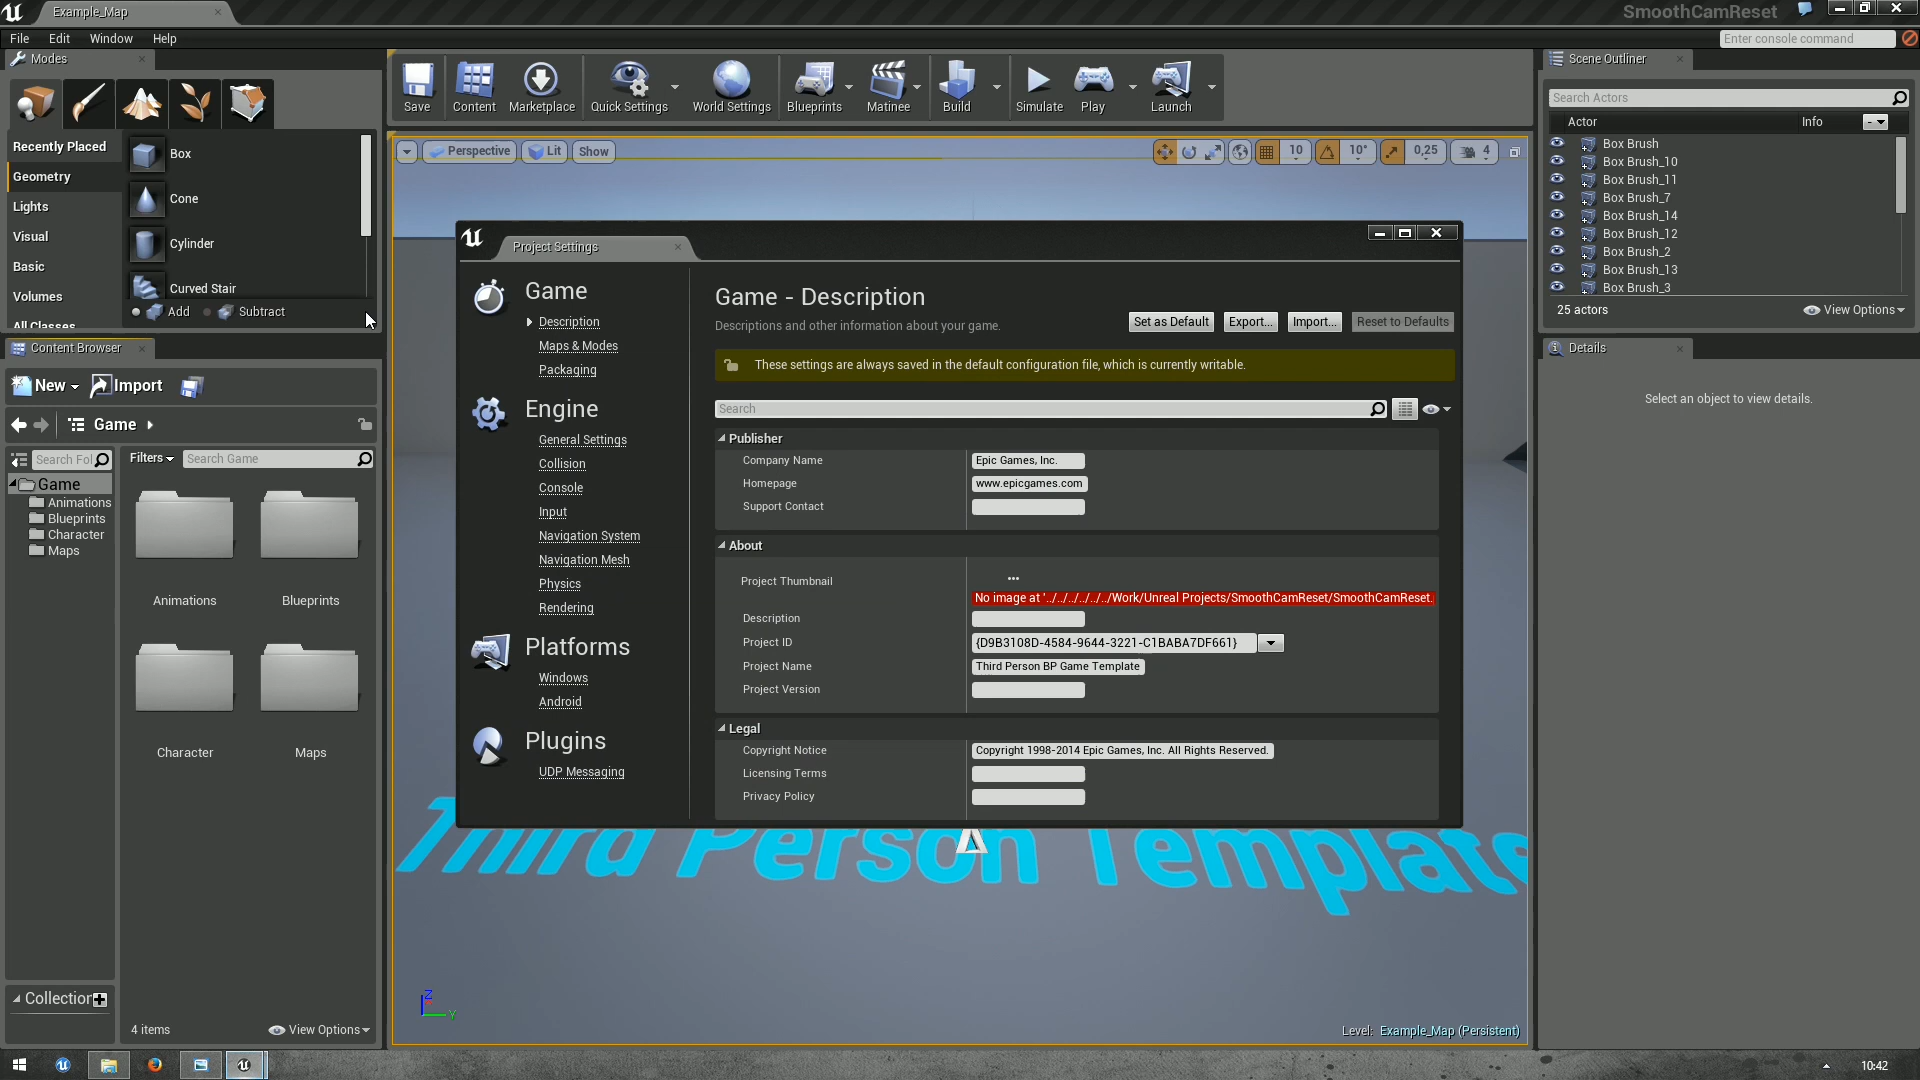 Example_Map
SmoothCamReset
File Edit Window Help
Enter console command
Modes
Save Content Marketplace Quick Settings World Settings Blueprints Matinee Build Simulate Play Launch
Recently Placed
Geometry
Lights
Visual
Basic
Volumes
All Classes
Box
Cone
Cylinder
Curved Stair
Add Subtract
Perspective Lit Show
10 10° 0,25 4
Scene Outliner
Search Actors
Actor Info
Box Brush
Box Brush_10
Box Brush_11
Box Brush_7
Box Brush_14
Box Brush_12
Box Brush_2
Box Brush_13
Box Brush_3
25 actors View Options
Details
Select an object to view details.
Content Browser
New Import
Game
Search Fol
Filters Search Game
Game
Animations
Blueprints
Character
Maps
Animations Blueprints
Character Maps
Collection
4 items View Options
Project Settings
Game
Description
Maps & Modes
Packaging
Engine
General Settings
Collision
Console
Input
Navigation System
Navigation Mesh
Physics
Rendering
Platforms
Windows
Android
Plugins
UDP Messaging
Game - Description
Descriptions and other information about your game.
Set as Default Export... Import... Reset to Defaults
These settings are always saved in the default configuration file, which is currently writable.
Search
Publisher
Company Name Epic Games, Inc.
Homepage www.epicgames.com
Support Contact
About
Project Thumbnail ...
No image at '../../../../../../Work/Unreal Projects/SmoothCamReset/SmoothCamReset.
Description
Project ID {D9B3108D-4584-9644-3221-C1BABA7DF661}
Project Name Third Person BP Game Template
Project Version
Legal
Copyright Notice Copyright 1998-2014 Epic Games, Inc. All Rights Reserved.
Licensing Terms
Privacy Policy
Third Person Template
Z
Y
Level: Example_Map (Persistent)
10:42